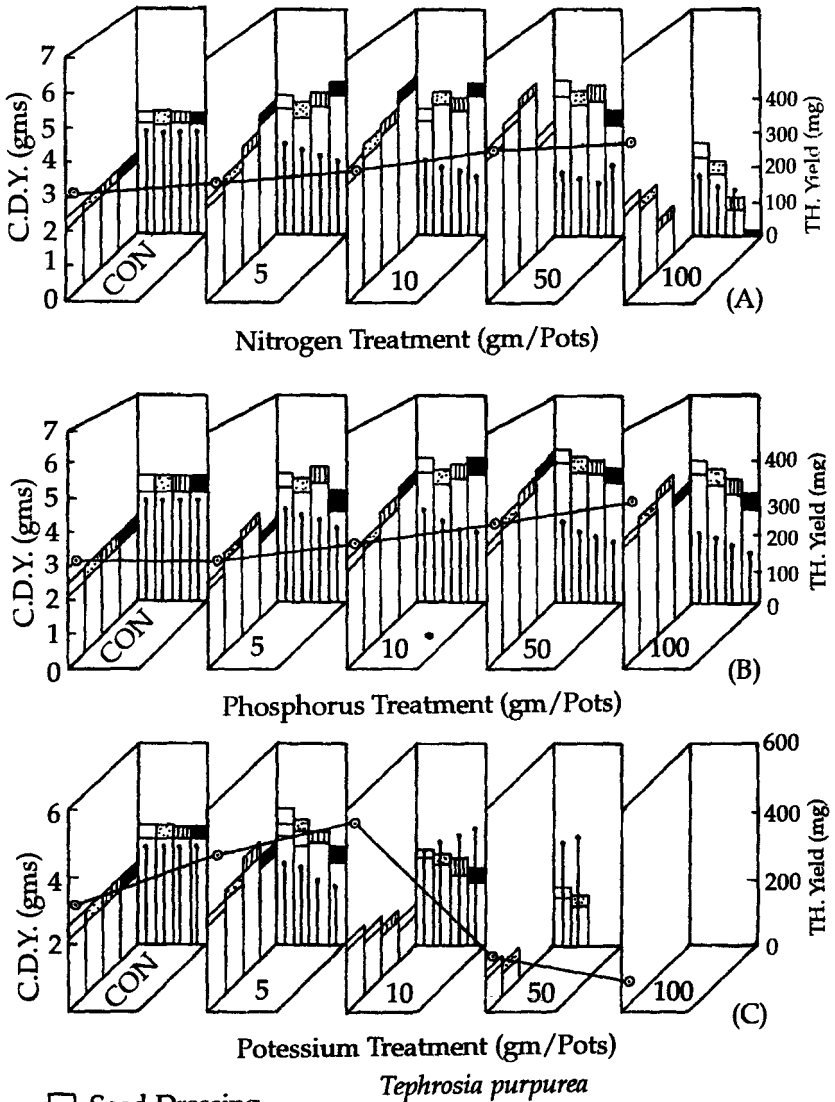 7
6
5
4
3
2
1
0
C.D.Y. (gms)
400
300
200
100
0
TH. Yield (mg)
CON
5
10
50
100
(A)
Nitrogen Treatment (gm/Pots)
7
6
5
4
3
2
1
0
C.D.Y. (gms)
400
300
200
100
0
TH. Yield (mg)
CON
5
10
50
100
(B)
Phosphorus Treatment (gm/Pots)
6
4
2
C.D.Y. (gms)
600
400
200
0
TH. Yield (mg)
CON
5
10
50
100
(C)
Potessium Treatment (gm/Pots)
Tephrosia purpurea
Seed Dressing